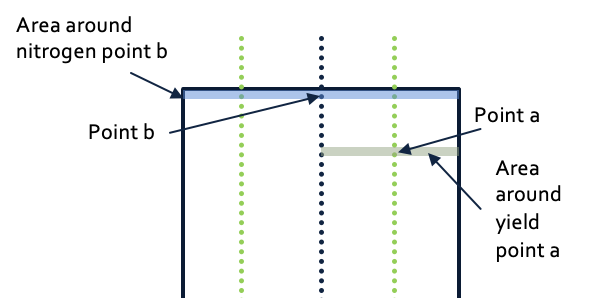 Area around
nitrogen point b
Point b
Point a
Area
around
yield
point a